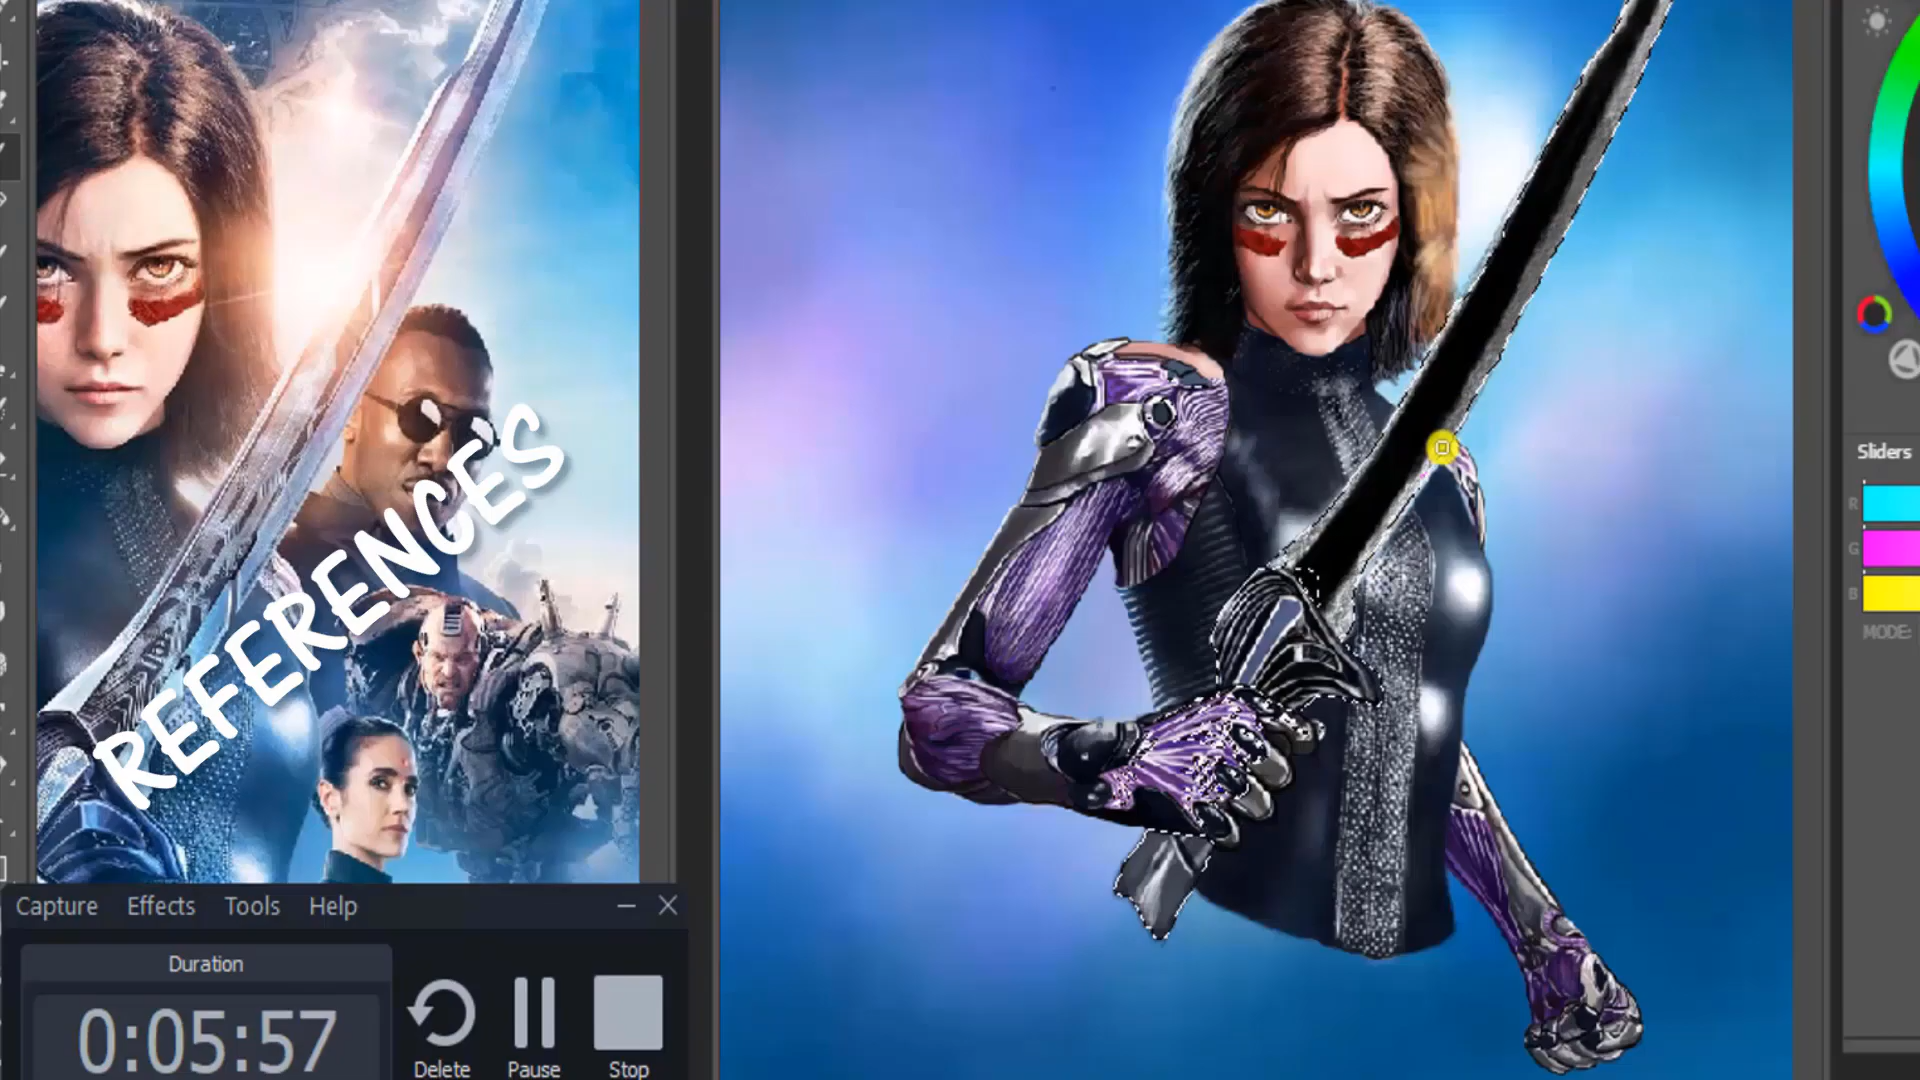 REFERENCES
Capture Effects Tools Help
Duration
0:05:57
Delete Pause Stop
Sliders
R
G
B
MODE: